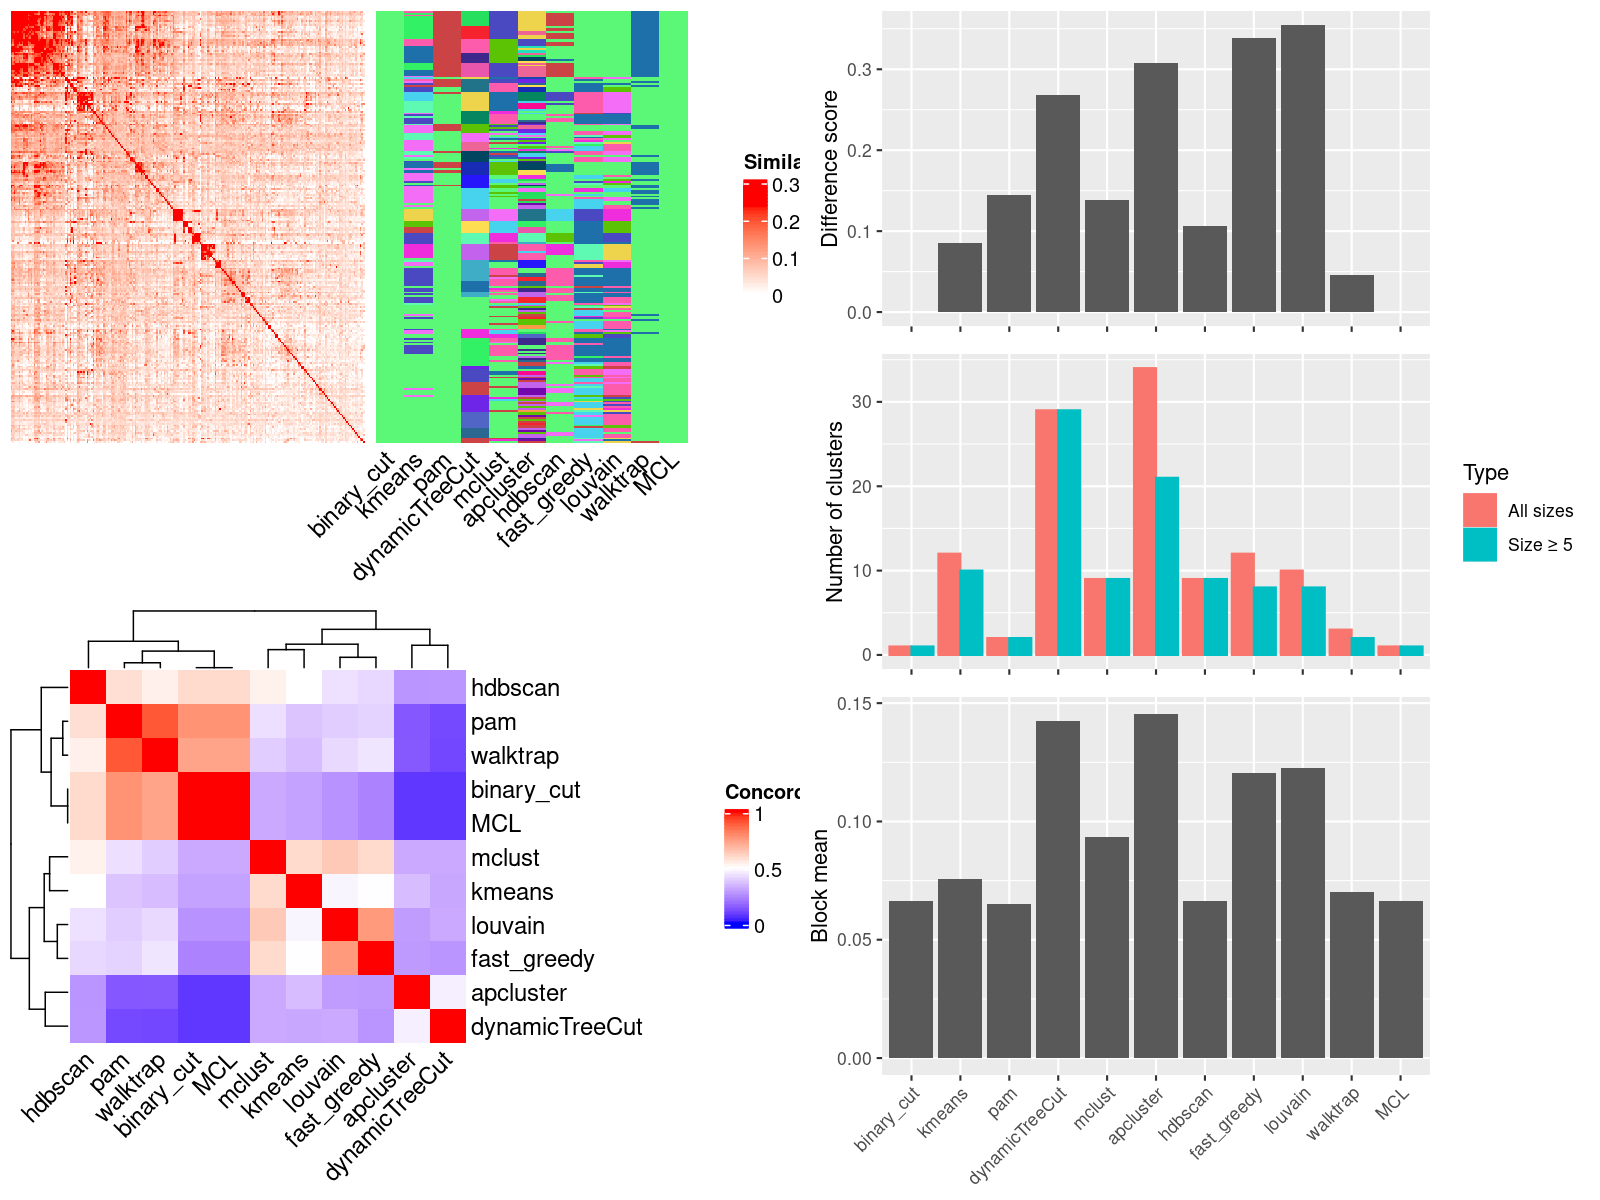 Simila
0.3
0.2
0.1
0
binary_cut
kmeans
pam
dynamicTreeCut
mclust
apcluster
hdbscan
fast_greedy
louvain
walktrap
MCL
hdbscan
pam
walktrap
binary_cut
MCL
mclust
kmeans
louvain
fast_greedy
apcluster
dynamicTreeCut
hdbscan
pam
walktrap
binary_cut
MCL
mclust
kmeans
louvain
fast_greedy
apcluster
dynamicTreeCut
Concord
1
0.5
0
Difference score
0.3
0.2
0.1
0.0
Number of clusters
30
20
10
0
Type
All sizes
Size ≥ 5
Block mean
0.15
0.10
0.05
0.00
binary_cut
kmeans
pam
dynamicTreeCut
mclust
apcluster
hdbscan
fast_greedy
louvain
walktrap
MCL